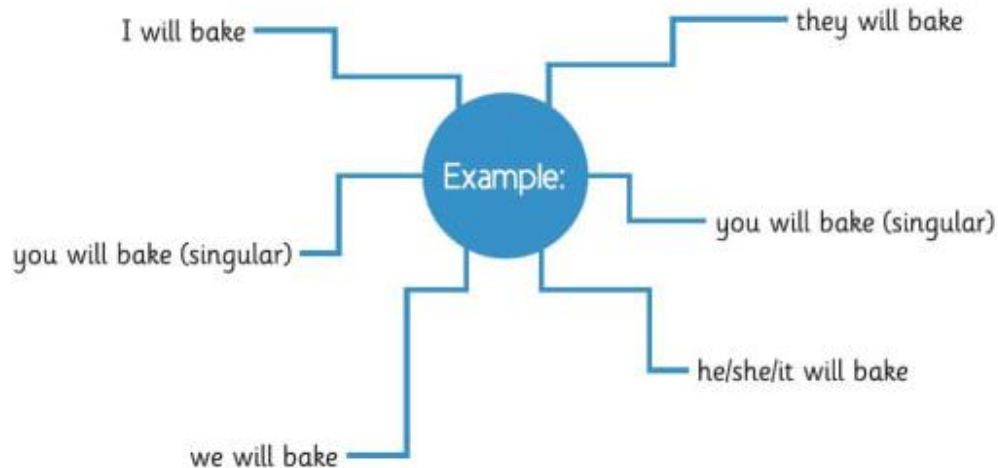 I will bake
they will bake
Example:
you will bake (singular)
you will bake (singular)
he/she/it will bake
we will bake